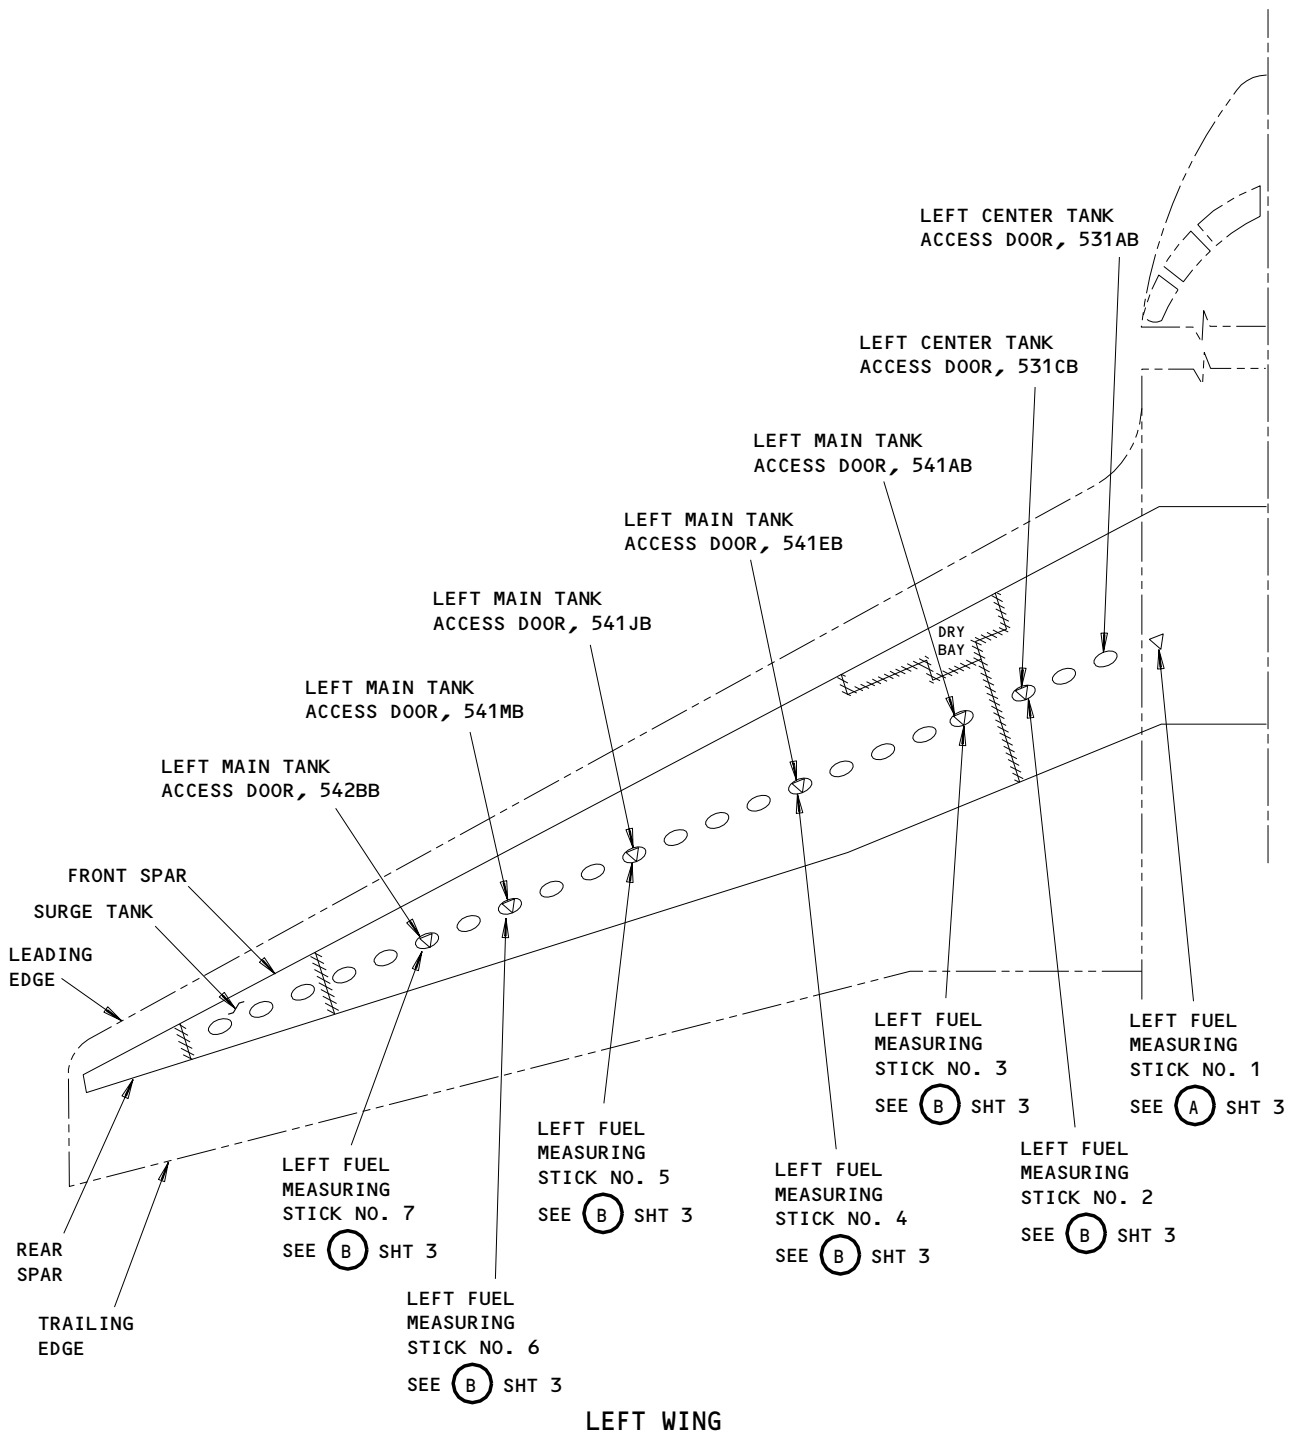 LEFT CENTER TANK
ACCESS DOOR, 531AB
LEFT CENTER TANK
ACCESS DOOR, 531CB
LEFT MAIN TANK
ACCESS DOOR, 541AB
LEFT MAIN TANK
ACCESS DOOR, 541EB
LEFT MAIN TANK
ACCESS DOOR, 541JB
DRY
BAY
LEFT MAIN TANK
ACCESS DOOR, 541MB
LEFT MAIN TANK
ACCESS DOOR, 542BB
FRONT SPAR
SURGE TANK
LEADING
EDGE
LEFT FUEL
MEASURING
STICK NO. 3
SEE B SHT 3
LEFT FUEL
MEASURING
STICK NO. 1
SEE A SHT 3
LEFT FUEL
MEASURING
STICK NO. 5
SEE B SHT 3
LEFT FUEL
MEASURING
STICK NO. 2
SEE B SHT 3
LEFT FUEL
MEASURING
STICK NO. 7
SEE B SHT 3
LEFT FUEL
MEASURING
STICK NO. 4
SEE B SHT 3
REAR
SPAR
LEFT FUEL
MEASURING
STICK NO. 6
SEE B SHT 3
TRAILING
EDGE
LEFT WING